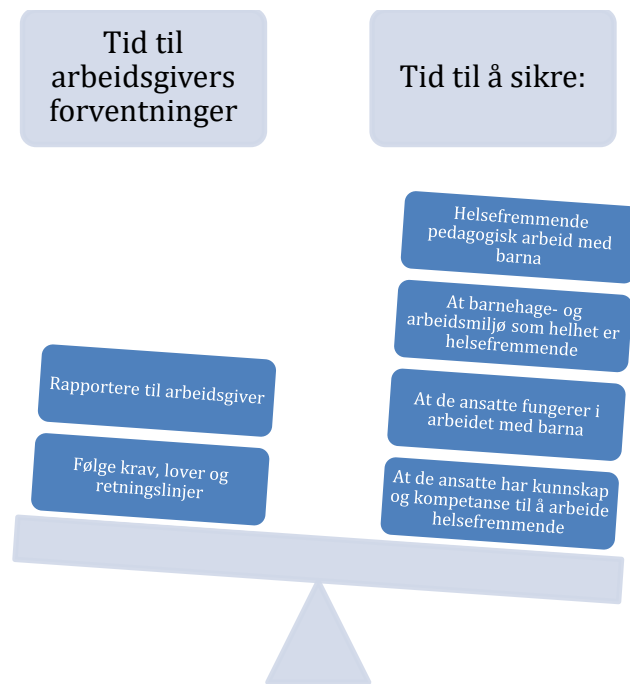 Tid til
arbeidsgivers
forventninger
Tid til å sikre:
Rapportere til arbeidsgiver
Følge krav, lover og
retningslinjer
Helsefremmende
pedagogisk arbeid med
barna
At barnehage- og
arbeidsmiljø som helhet er
helsefremmende
At de ansatte fungerer i
arbeidet med barna
At de ansatte har kunnskap
og kompetanse til å arbeide
helsefremmende